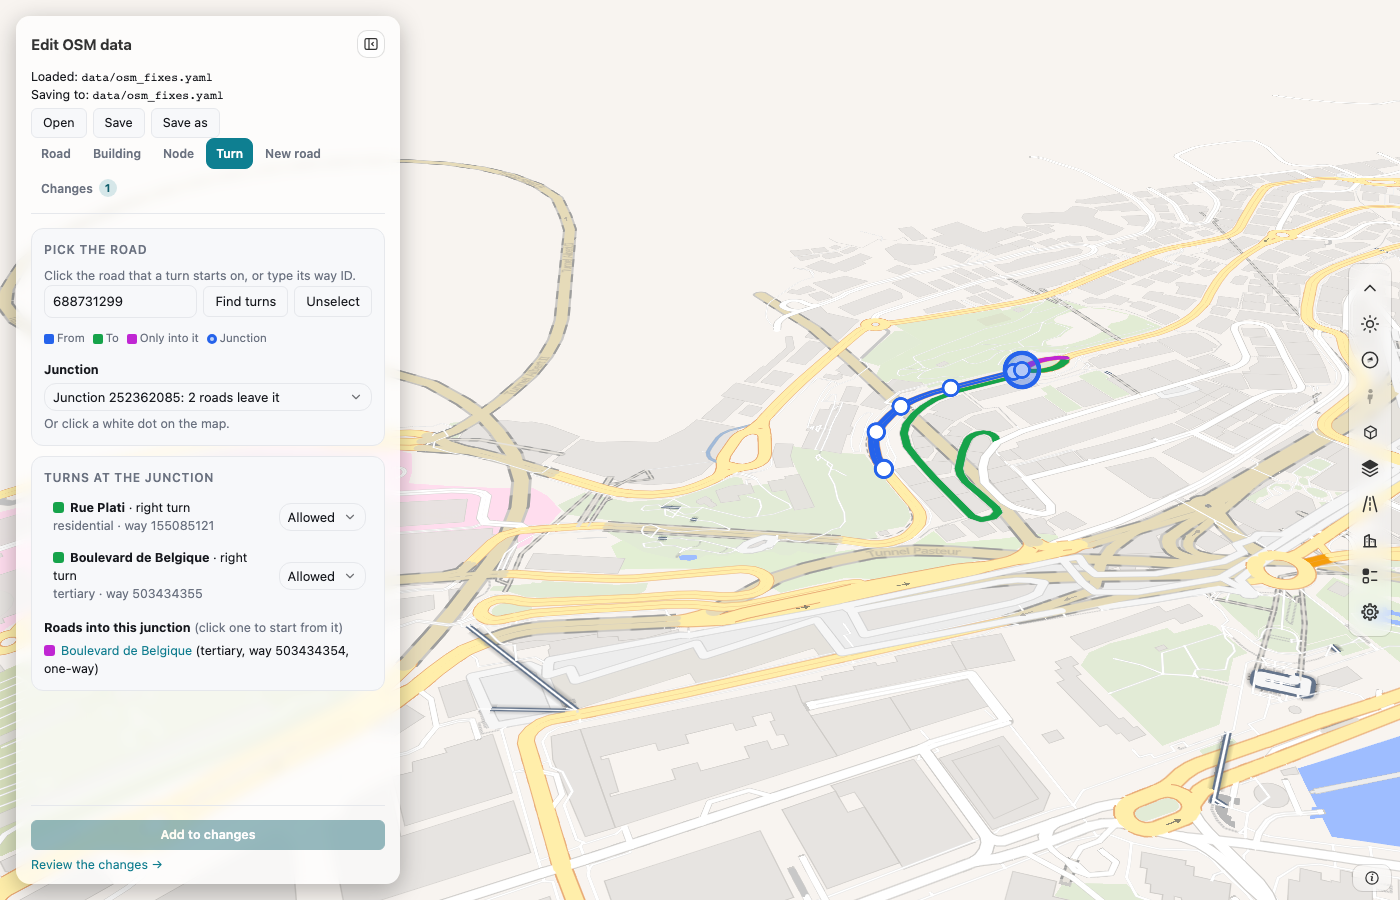 Edit OSM data
Loaded: data/osm_fixes.yaml
Saving to: data/osm_fixes.yaml
Open Save Save as
Road Building Node Turn New road
Changes 1
PICK THE ROAD
Click the road that a turn starts on, or type its way ID.
688731299 Find turns Unselect
From To Only into it Junction
Junction
Junction 252362085: 2 roads leave it
Or click a white dot on the map.
TURNS AT THE JUNCTION
Rue Plati · right turn
residential · way 155085121
Allowed
Boulevard de Belgique · right
turn
tertiary · way 503434355
Allowed
Roads into this junction (click one to start from it)
Boulevard de Belgique (tertiary, way 503434354,
one-way)
Add to changes
Review the changes →
Tunnel Pasteur